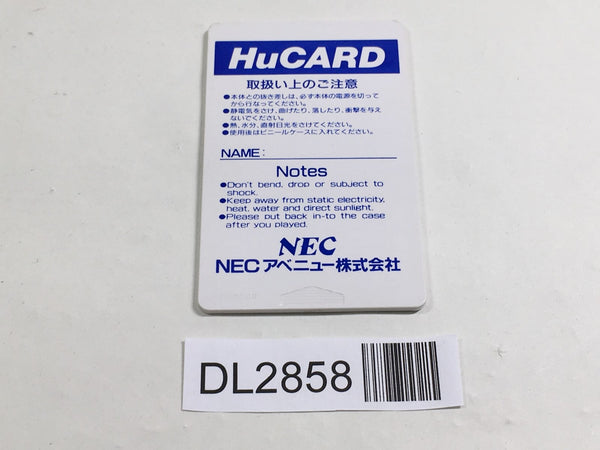 HuCARD
取扱い上のご注意
●本体との抜き差しは、必ず本体の電源を切って
から行なってください。
●静電気をさけ、曲げたり、落したり、衝撃を与え
ないでください。
●熱、水分、直射日光をさけてください。
●使用後はビニールケースに入れてください。
NAME:
Notes
●Don't bend, drop or subject to
shock.
●Keep away from static electricity,
heat, water and direct sunlight.
●Please put back in-to the case
after you played.
NEC
NECアベニュー株式会社
DL2858